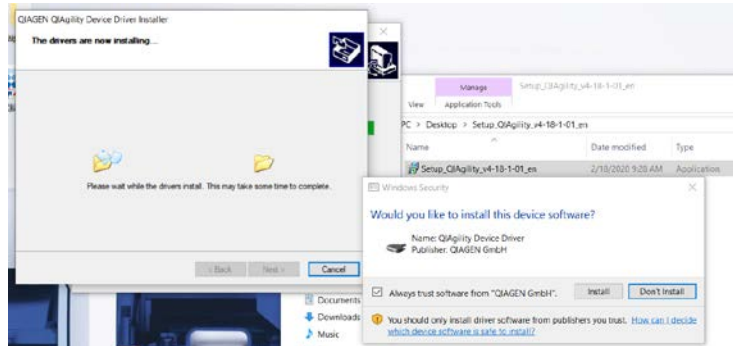 QIAGEN QIAgility Device Driver Installer
The drivers are now installing...
Please wait while the drivers install. This may take some time to complete.
< Back
Next >
Cancel
Manage
Setup_QIAgility_v4-18-1-01_en
View
Application Tools
PC > Desktop > Setup_QIAgility_v4-18-1-01_en
Name
Date modified
Type
Setup_QIAgility_v4-18-1-01_en
2/18/2020 9:28 AM
Application
Windows Security
Would you like to install this device software?
Name: QIAgility Device Driver
Publisher: QIAGEN GmbH
Always trust software from "QIAGEN GmbH".
Install
Don't Install
You should only install driver software from publishers you trust. How can I decide
which device software is safe to install?
Documents
Downloads
Music